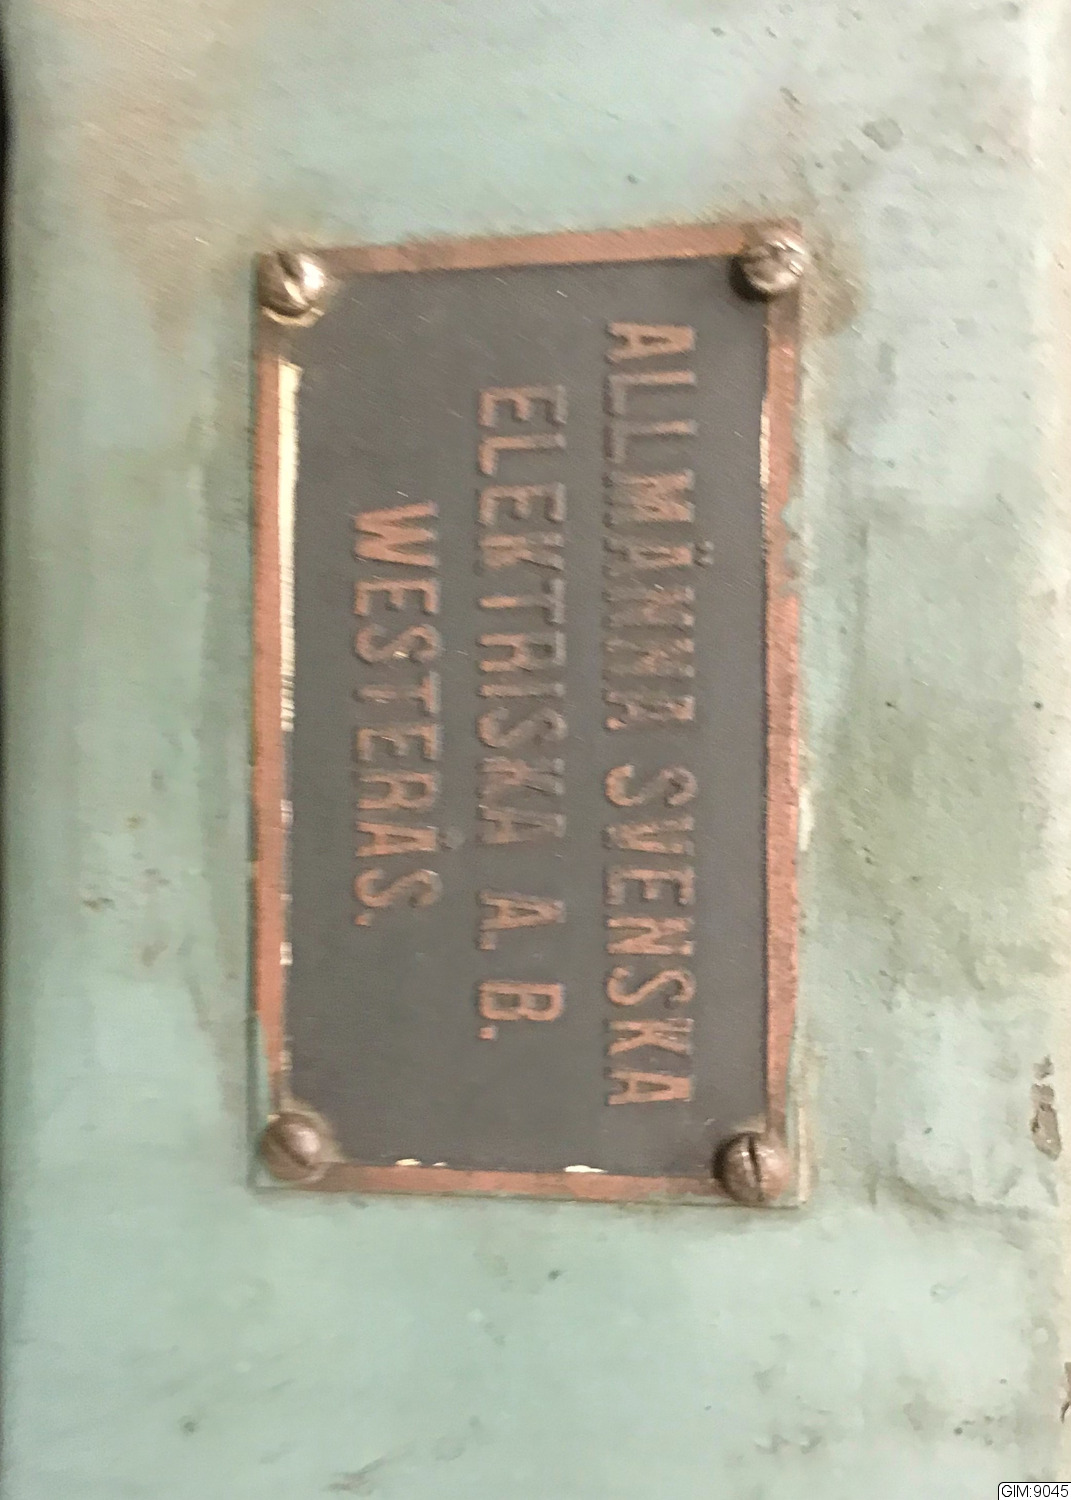 ALLMÄNNA SVENSKA
ELEKTRISKA A.B.
WESTERÅS.
GIM:9045